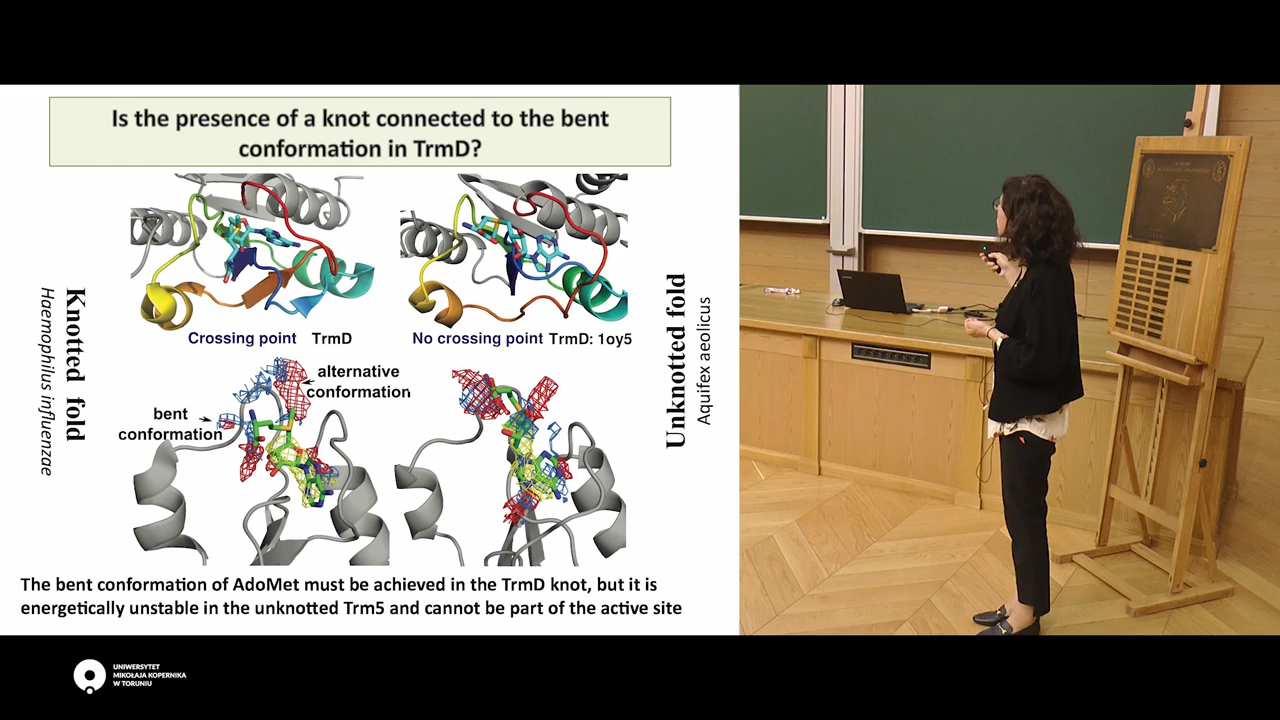 Is the presence of a knot connected to the bent
conformation in TrmD?
Crossing point TrmD
No crossing point TrmD: 1oy5
Knotted fold
Haemophilus influenzae
Unknotted fold
Aquifex aeolicus
alternative
conformation
bent
conformation
The bent conformation of AdoMet must be achieved in the TrmD knot, but it is
energetically unstable in the unknotted Trm5 and cannot be part of the active site
UNIWERSYTET
MIKOŁAJA KOPERNIKA
W TORUNIU